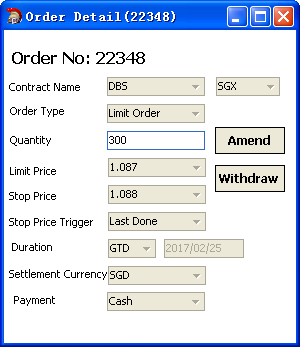 Order Detail(22348)
Order No: 22348
Contract Name DBS SGX
Order Type Limit Order
Quantity 300 Amend
Limit Price 1.087
Withdraw
Stop Price 1.088
Stop Price Trigger Last Done
Duration GTD 2017/02/25
Settlement Currency SGD
Payment Cash